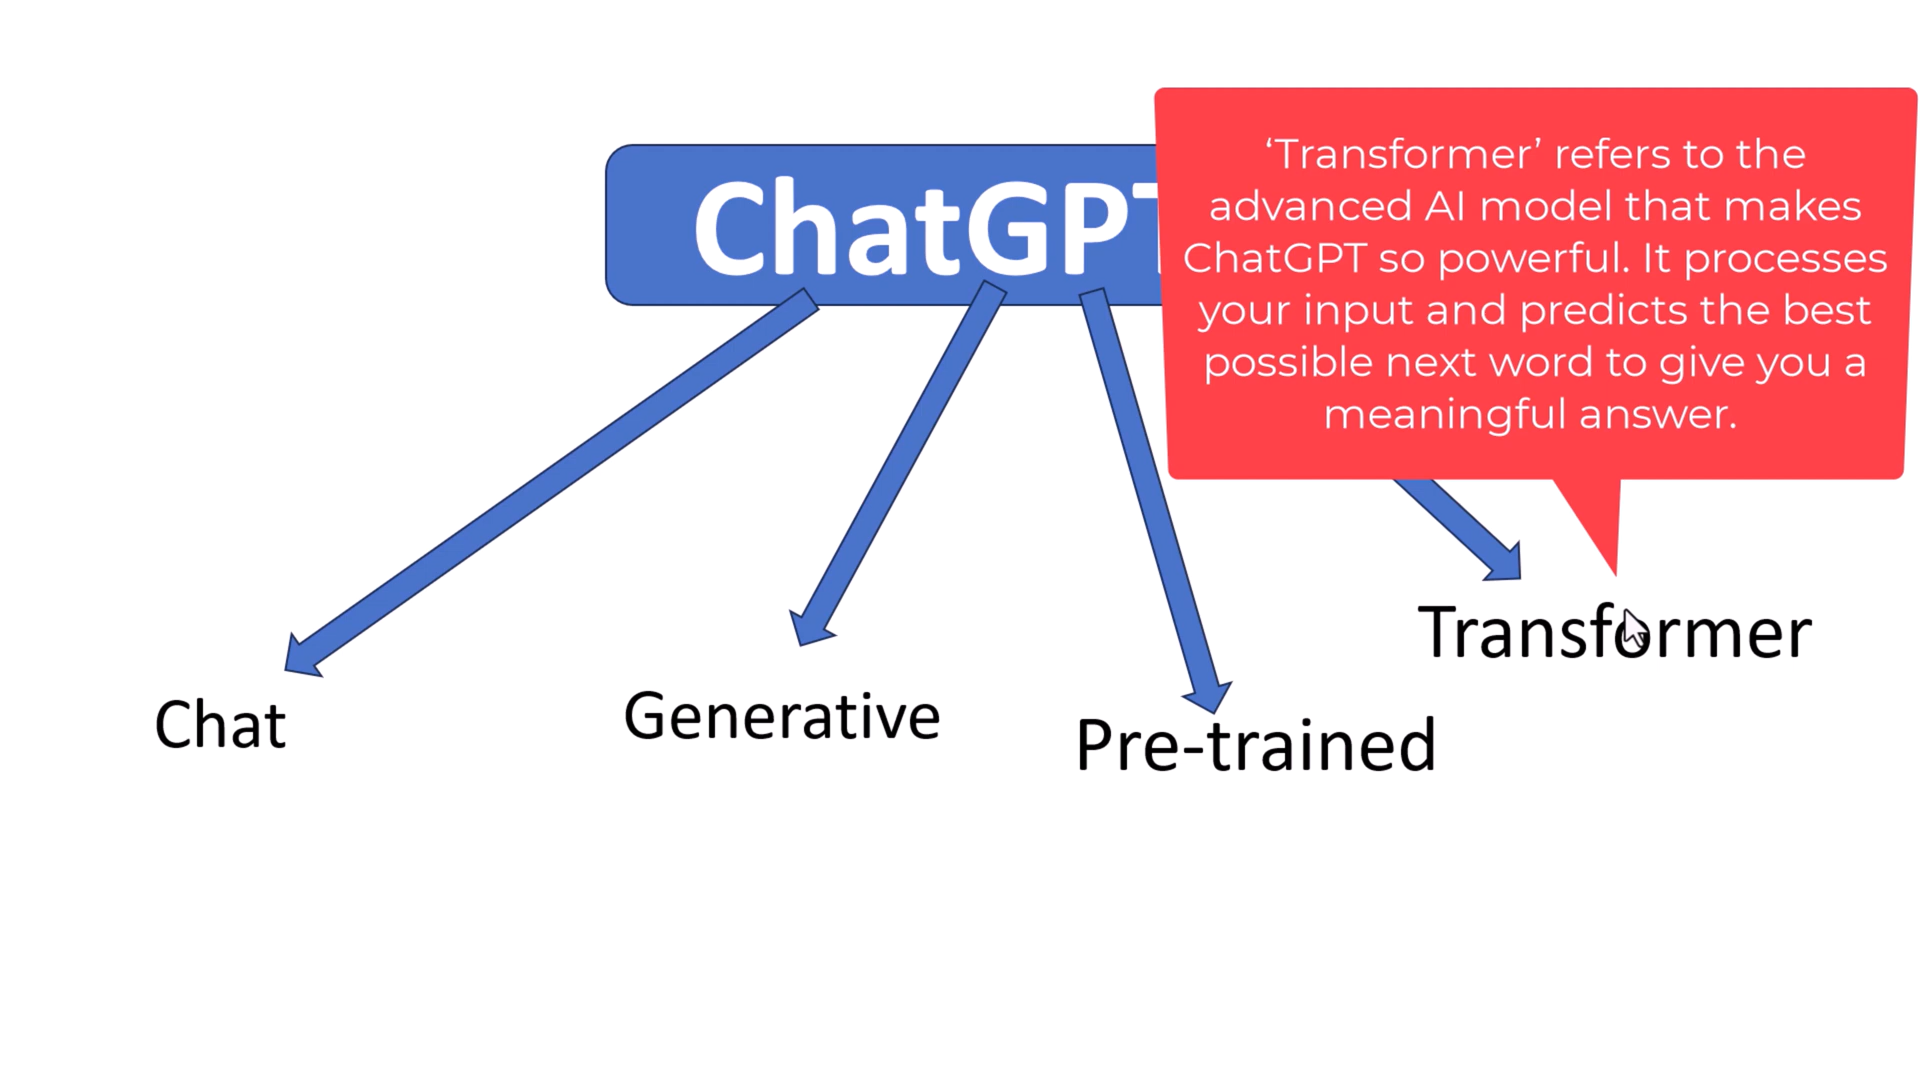 ChatGP
‘Transformer’ refers to the
advanced AI model that makes
ChatGPT so powerful. It processes
your input and predicts the best
possible next word to give you a
meaningful answer.
Transformer
Chat
Generative
Pre-trained